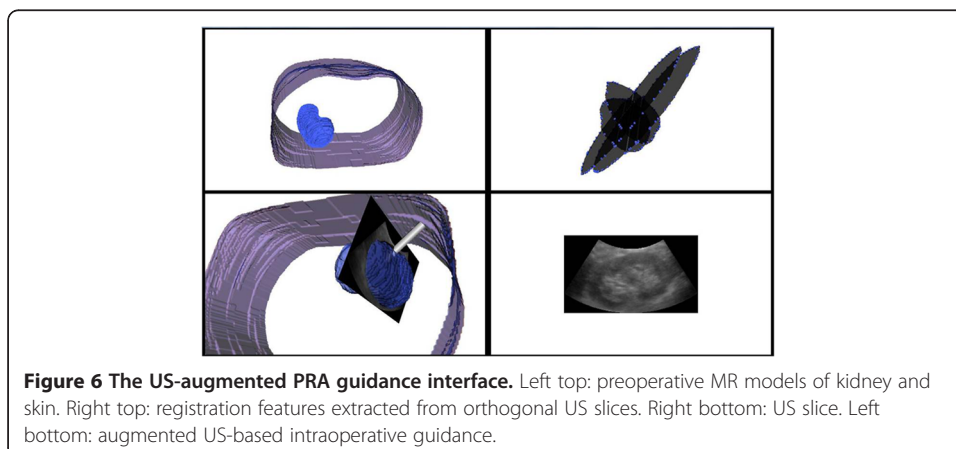 Figure 6 The US-augmented PRA guidance interface. Left top: preoperative MR models of kidney and
skin. Right top: registration features extracted from orthogonal US slices. Right bottom: US slice. Left
bottom: augmented US-based intraoperative guidance.